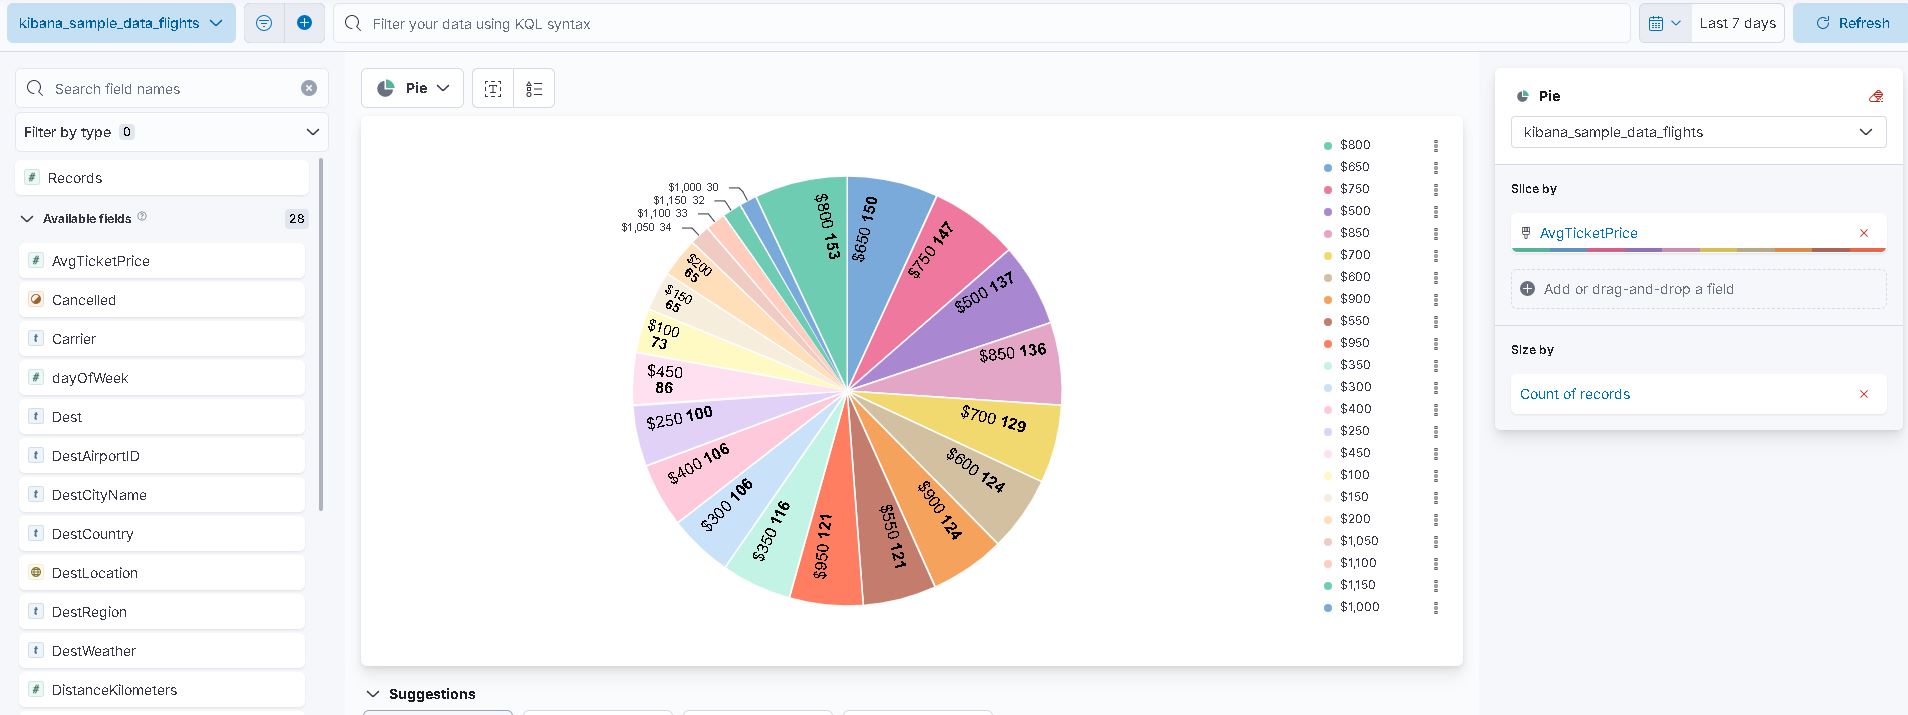 kibana_sample_data_flights
Filter your data using KQL syntax
Last 7 days
Refresh
Search field names
Filter by type 0
Records
Available fields 28
AvgTicketPrice
Cancelled
Carrier
dayOfWeek
Dest
DestAirportID
DestCityName
DestCountry
DestLocation
DestRegion
DestWeather
DistanceKilometers
Pie
$800 153
$650 150
$750 147
$500 137
$850 136
$700 129
$600 124
$900 124
$550 121
$950 121
$350 116
$300 106
$400 106
$250 100
$450
86
$100
73
$150
65
$200
65
$1,050 34
$1,100 33
$1,150 32
$1,000 30
$800
$650
$750
$500
$850
$700
$600
$900
$550
$950
$350
$300
$400
$250
$450
$100
$150
$200
$1,050
$1,100
$1,150
$1,000
Suggestions
Pie
kibana_sample_data_flights
Slice by
AvgTicketPrice
Add or drag-and-drop a field
Size by
Count of records